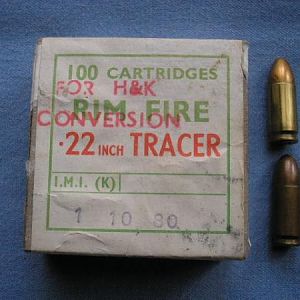 100 CARTRIDGES
FOR H&K
RIM FIRE
CONVERSION
.22 INCH TRACER
I.M.I. (K)
1 10 80